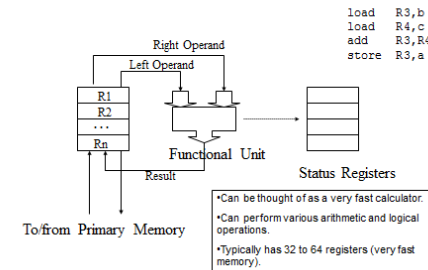 load R3,b
load R4,c
add R3,R4
store R3,a
Right Operand
Left Operand
R1
R2
...
Rn
Functional Unit
Result
Status Registers
To/from Primary Memory
•Can be thought of as a very fast calculator.
•Can perform various arithmetic and logical
operations.
•Typically has 32 to 64 registers (very fast
memory).